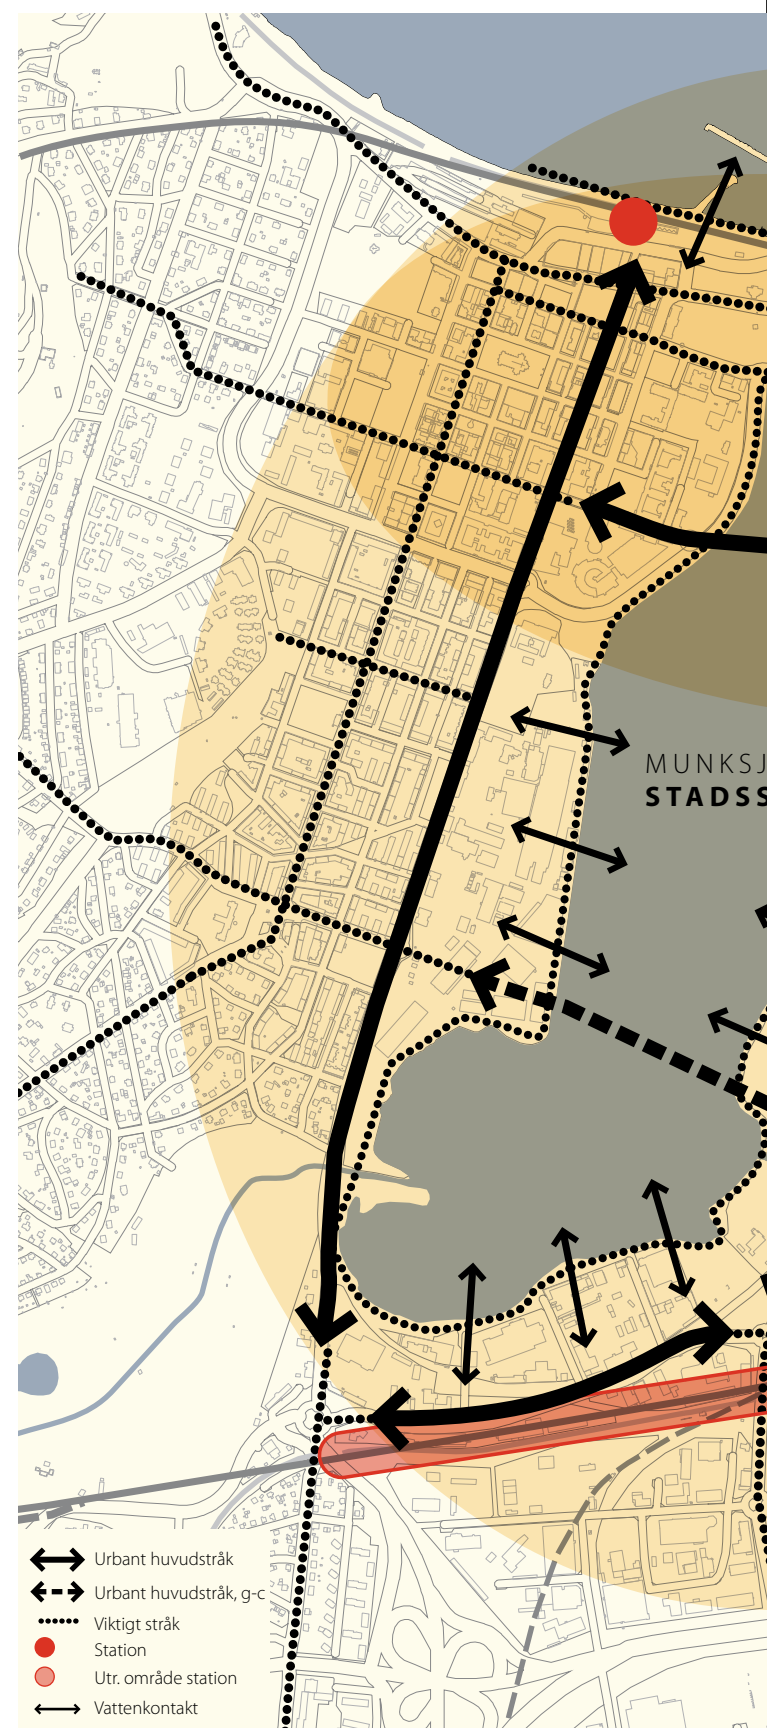 MUNKSJ
STADSS
Urbant huvudstråk
Urbant huvudstråk, g-c
Viktigt stråk
Station
Utr. område station
Vattenkontakt